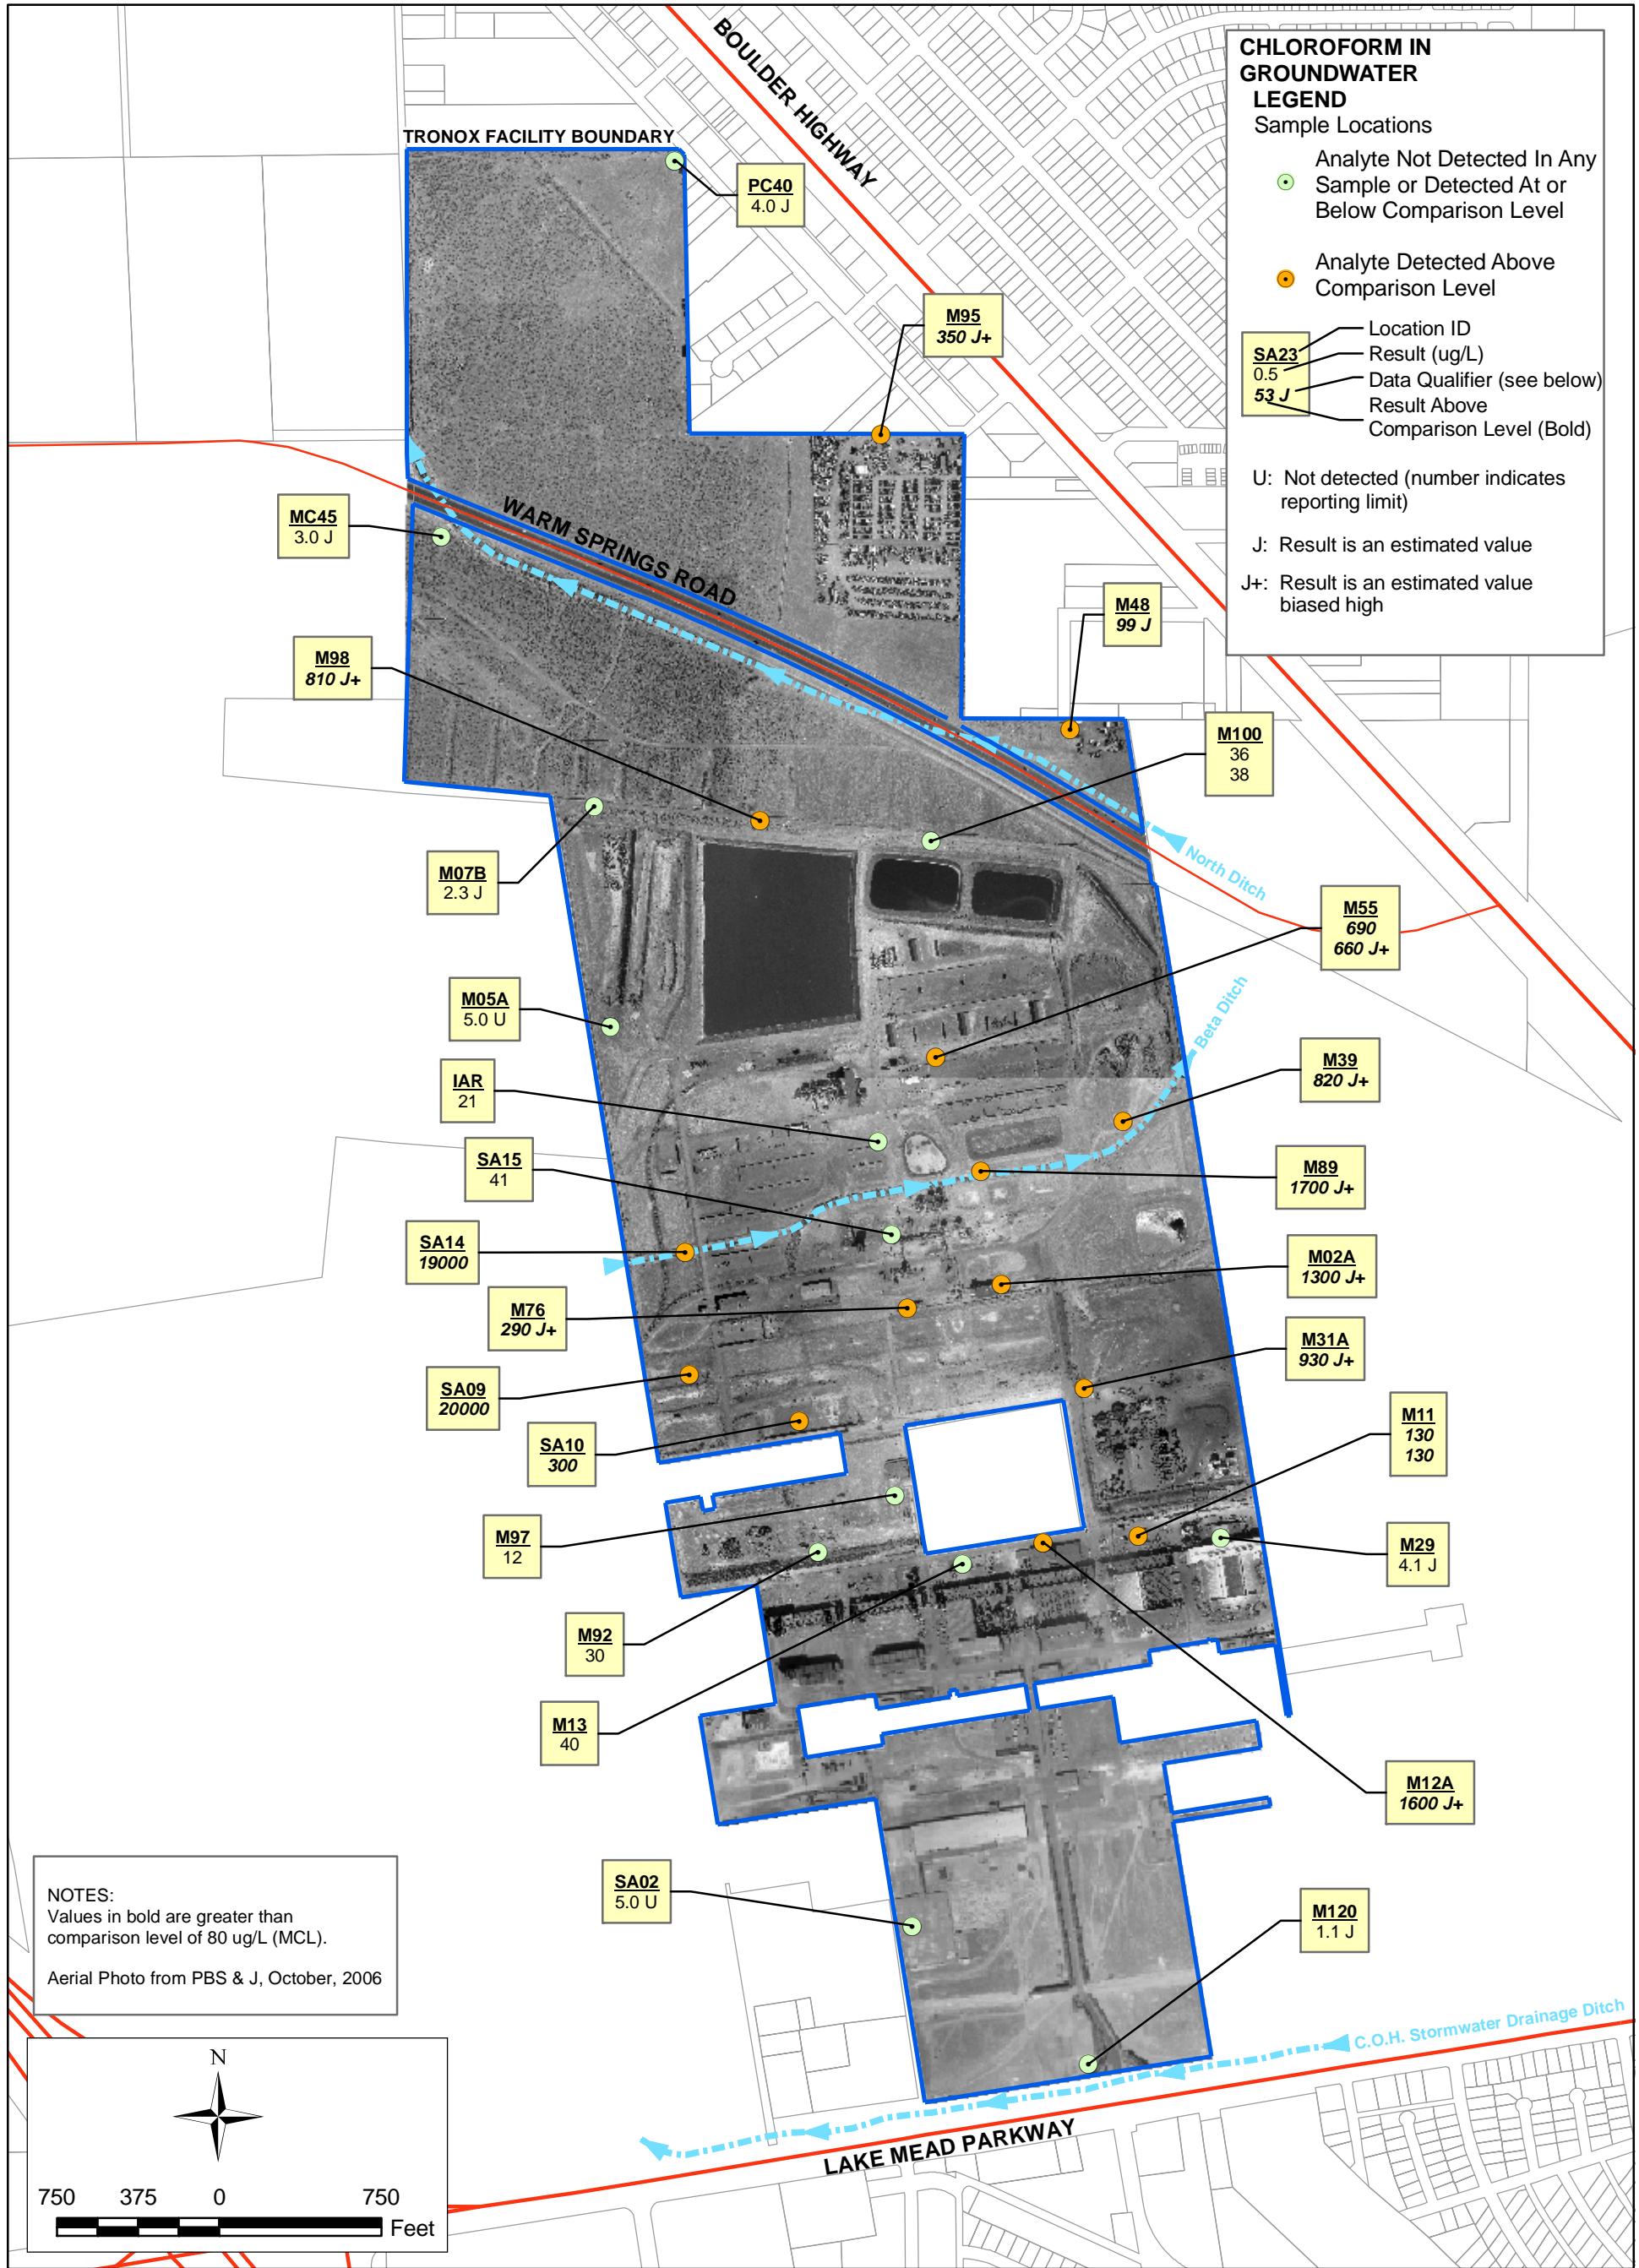 BOULDER HIGHWAY
CHLOROFORM IN
GROUNDWATER
LEGEND
Sample Locations
Analyte Not Detected In Any
Sample or Detected At or
Below Comparison Level
Analyte Detected Above
Comparison Level
SA23
0.5
53 J
Location ID
Result (ug/L)
Data Qualifier (see below)
Result Above
Comparison Level (Bold)
U: Not detected (number indicates
reporting limit)
J: Result is an estimated value
J+: Result is an estimated value
biased high
TRONOX FACILITY BOUNDARY
PC40
4.0 J
M95
350 J+
MC45
3.0 J
WARM SPRINGS ROAD
M48
99 J
M98
810 J+
M100
36
38
North Ditch
M07B
2.3 J
M55
690
660 J+
M05A
5.0 U
Beta Ditch
IAR
21
M39
820 J+
SA15
41
M89
1700 J+
SA14
19000
M02A
1300 J+
M76
290 J+
M31A
930 J+
SA09
20000
M11
130
130
SA10
300
M97
12
M29
4.1 J
M92
30
M13
40
M12A
1600 J+
SA02
5.0 U
M120
1.1 J
NOTES:
Values in bold are greater than
comparison level of 80 ug/L (MCL).
Aerial Photo from PBS & J, October, 2006
C.O.H. Stormwater Drainage Ditch
LAKE MEAD PARKWAY
N
750 375 0 750
Feet